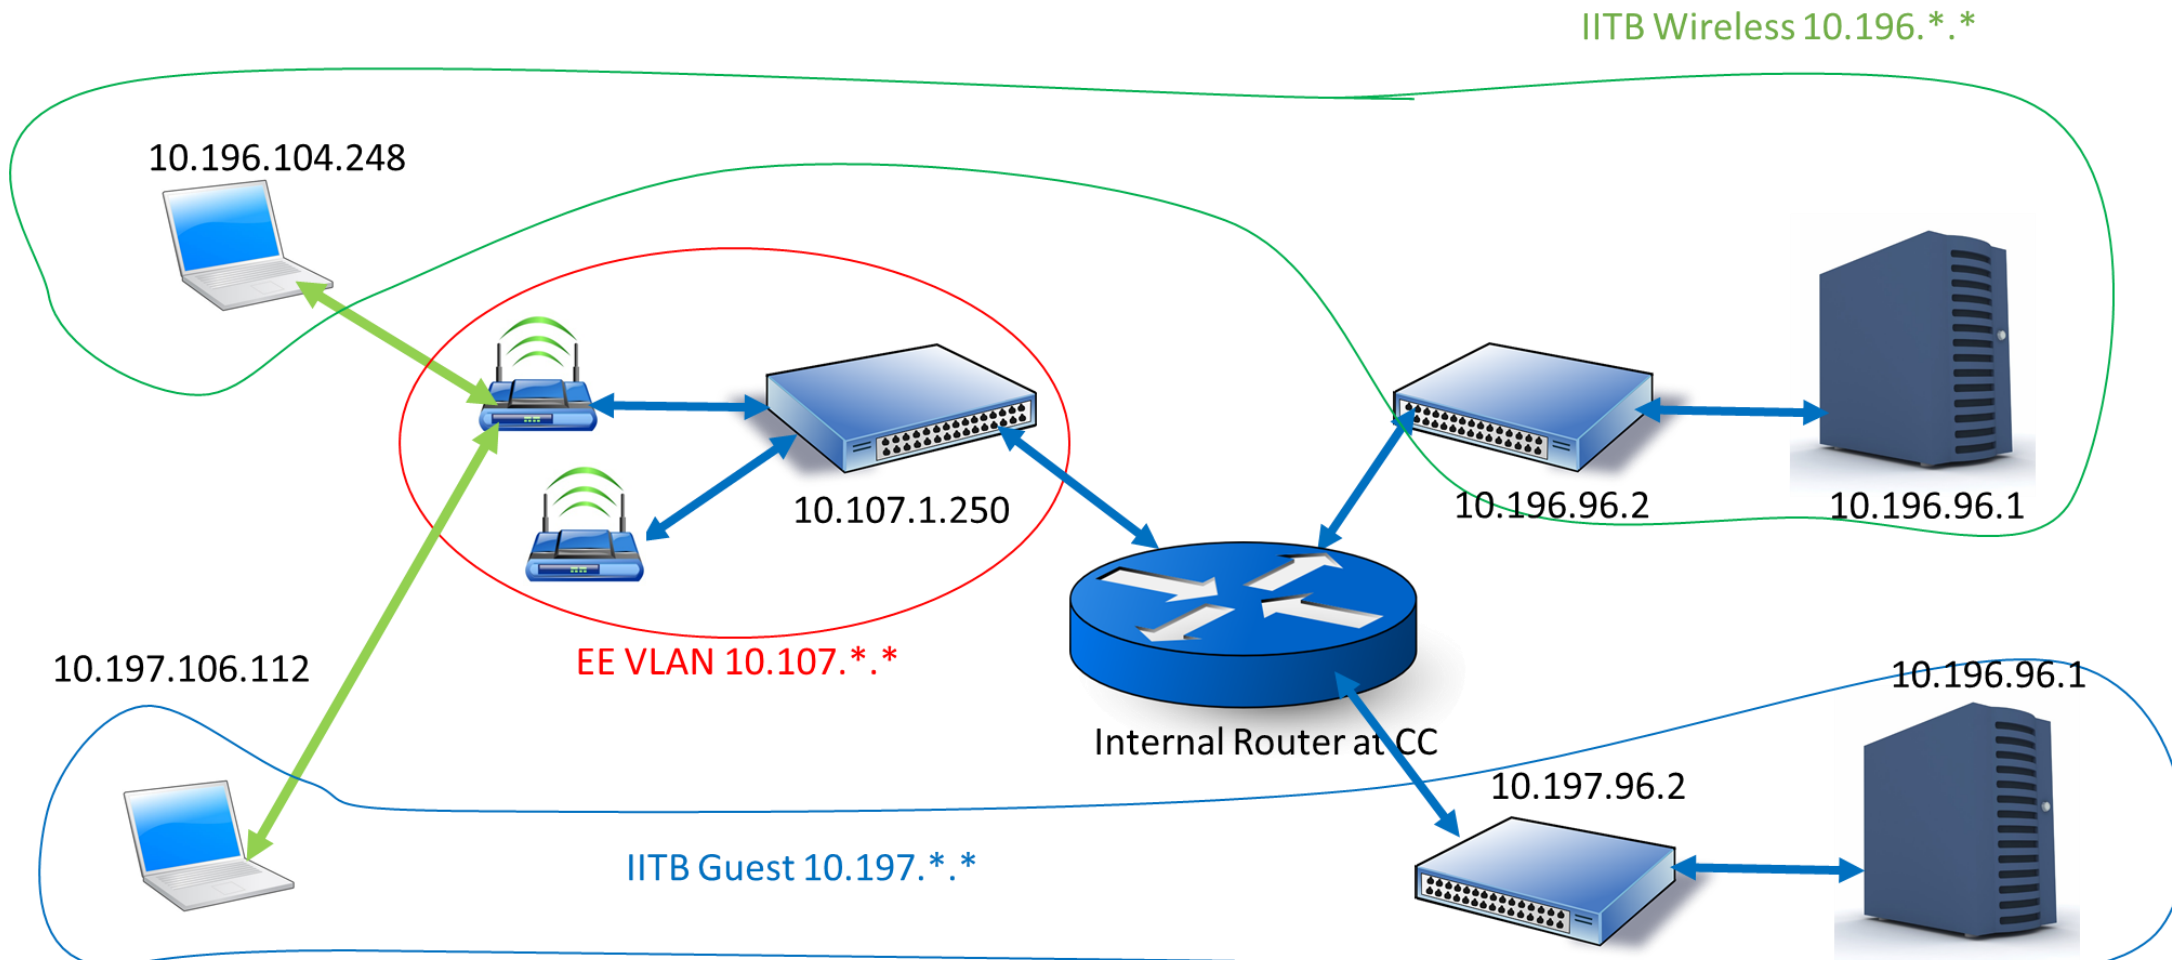 IITB Wireless 10.196.*.*
10.196.104.248
10.107.1.250
10.196.96.2
10.196.96.1
10.197.106.112
EE VLAN 10.107.*.*
10.196.96.1
Internal Router at CC
10.197.96.2
IITB Guest 10.197.*.*